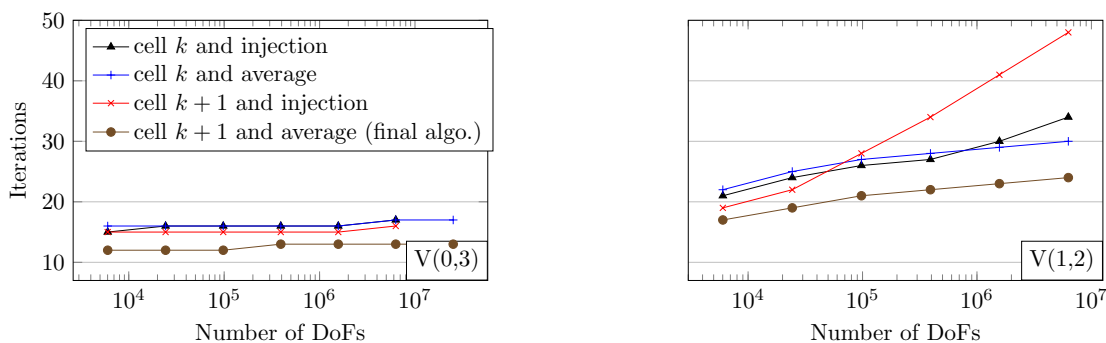 50
40
30
20
10
Iterations
cell k and injection
cell k and average
cell k + 1 and injection
cell k + 1 and average (final algo.)
V(0,3)
10^4 10^5 10^6 10^7
Number of DoFs
V(1,2)
10^4 10^5 10^6 10^7
Number of DoFs